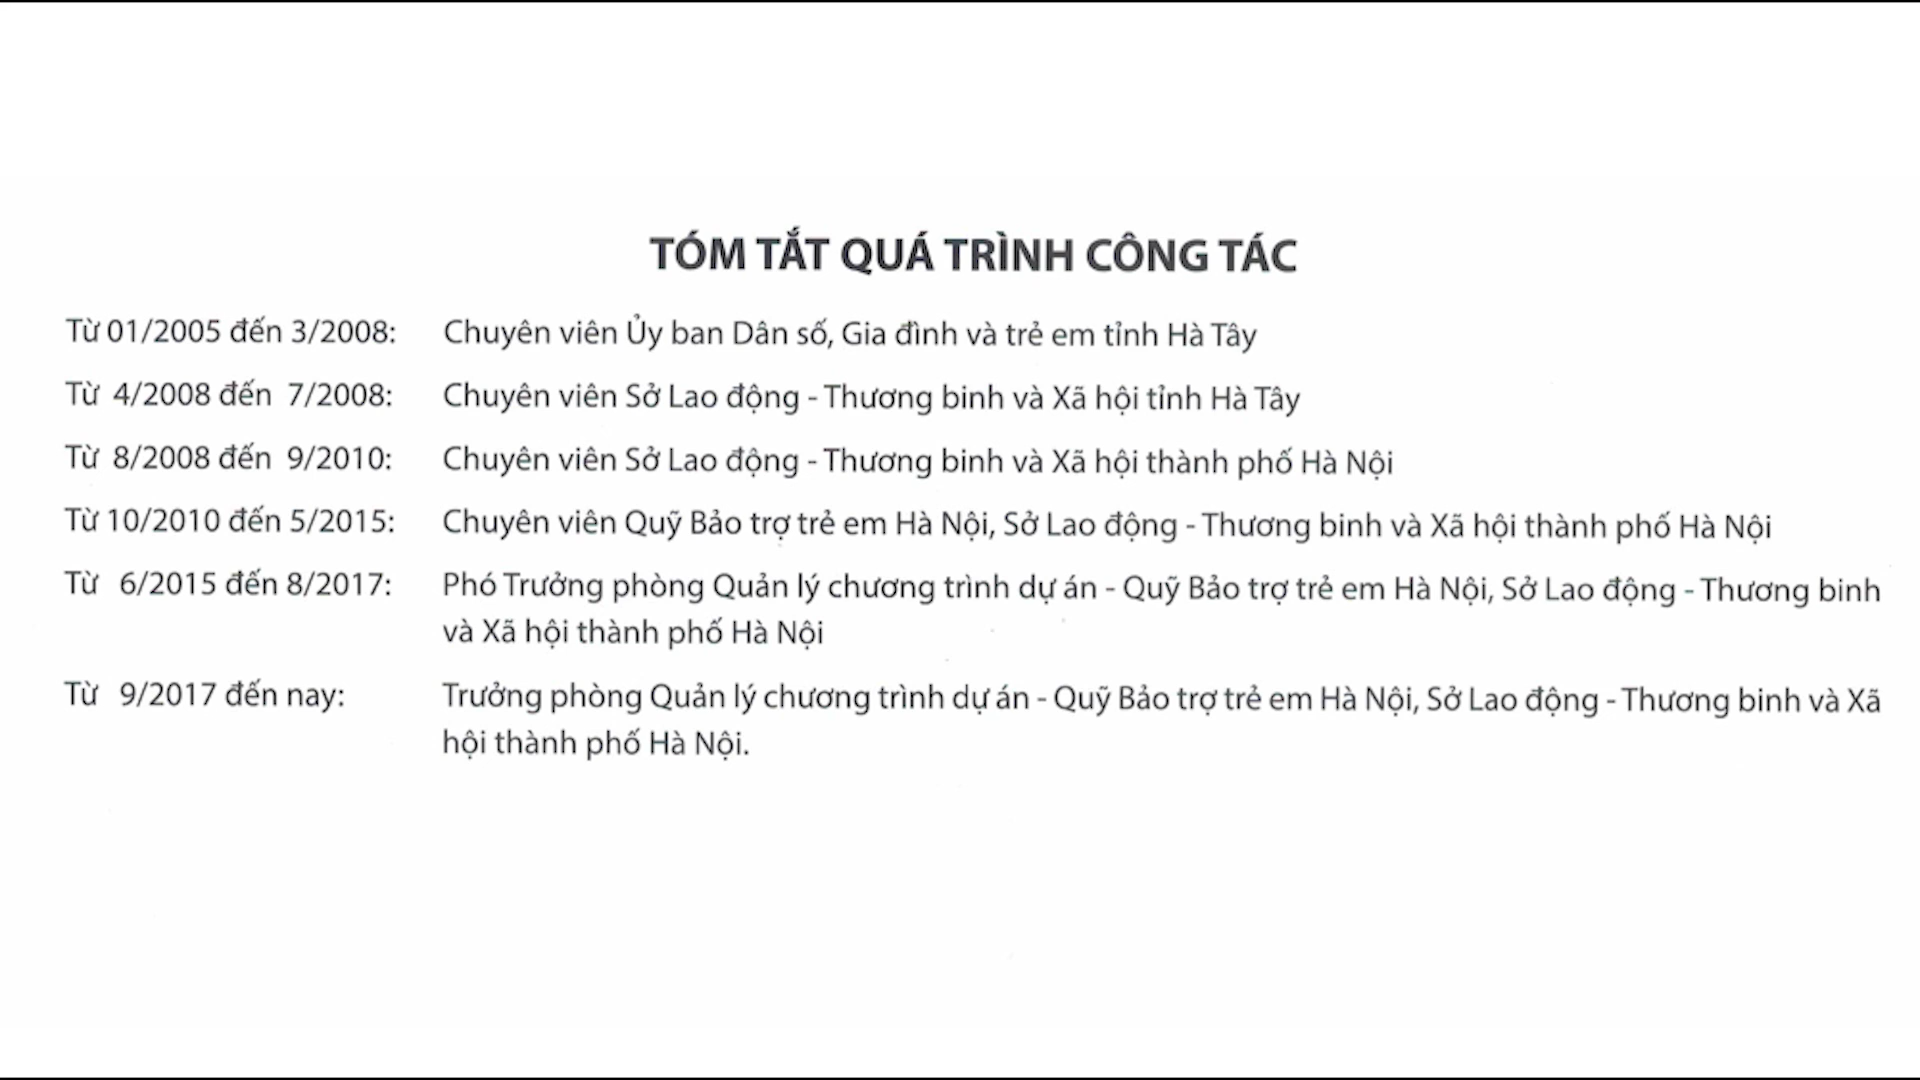 TÓM TẮT QUÁ TRÌNH CÔNG TÁC
Từ 01/2005 đến 3/2008: Chuyên viên Ủy ban Dân số, Gia đình và trẻ em tỉnh Hà Tây
Từ 4/2008 đến 7/2008: Chuyên viên Sở Lao động - Thương binh và Xã hội tỉnh Hà Tây
Từ 8/2008 đến 9/2010: Chuyên viên Sở Lao động - Thương binh và Xã hội thành phố Hà Nội
Từ 10/2010 đến 5/2015: Chuyên viên Quỹ Bảo trợ trẻ em Hà Nội, Sở Lao động - Thương binh và Xã hội thành phố Hà Nội
Từ 6/2015 đến 8/2017: Phó Trưởng phòng Quản lý chương trình dự án - Quỹ Bảo trợ trẻ em Hà Nội, Sở Lao động - Thương binh
và Xã hội thành phố Hà Nội
Từ 9/2017 đến nay: Trưởng phòng Quản lý chương trình dự án - Quỹ Bảo trợ trẻ em Hà Nội, Sở Lao động - Thương binh và Xã
hội thành phố Hà Nội.